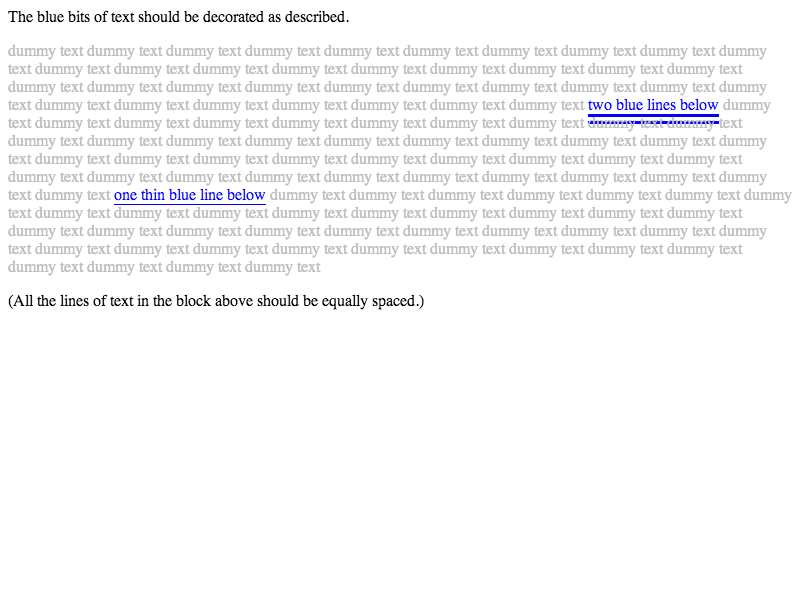 The blue bits of text should be decorated as described.
dummy text dummy text dummy text dummy text dummy text dummy text dummy text dummy text dummy text dummy
text dummy text dummy text dummy text dummy text dummy text dummy text dummy text dummy text dummy text
dummy text dummy text dummy text dummy text dummy text dummy text dummy text dummy text dummy text dummy
text dummy text dummy text dummy text dummy text dummy text dummy text dummy text two blue lines below dummy
text dummy text dummy text dummy text dummy text dummy text dummy text dummy text dummy text dummy text
dummy text dummy text dummy text dummy text dummy text dummy text dummy text dummy text dummy text dummy
text dummy text dummy text dummy text dummy text dummy text dummy text dummy text dummy text dummy text
dummy text dummy text dummy text dummy text dummy text dummy text dummy text dummy text dummy text dummy
text dummy text one thin blue line below dummy text dummy text dummy text dummy text dummy text dummy text dummy
text dummy text dummy text dummy text dummy text dummy text dummy text dummy text dummy text dummy text
dummy text dummy text dummy text dummy text dummy text dummy text dummy text dummy text dummy text dummy
text dummy text dummy text dummy text dummy text dummy text dummy text dummy text dummy text dummy text
dummy text dummy text dummy text dummy text
(All the lines of text in the block above should be equally spaced.)